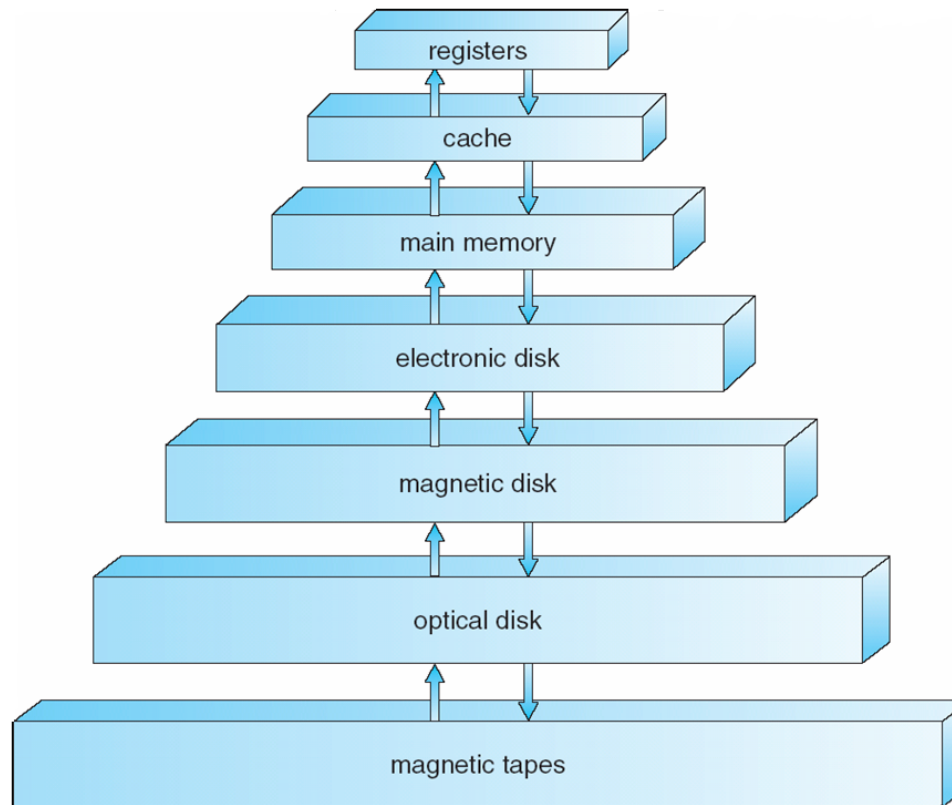 registers
cache
main memory
electronic disk
magnetic disk
optical disk
magnetic tapes